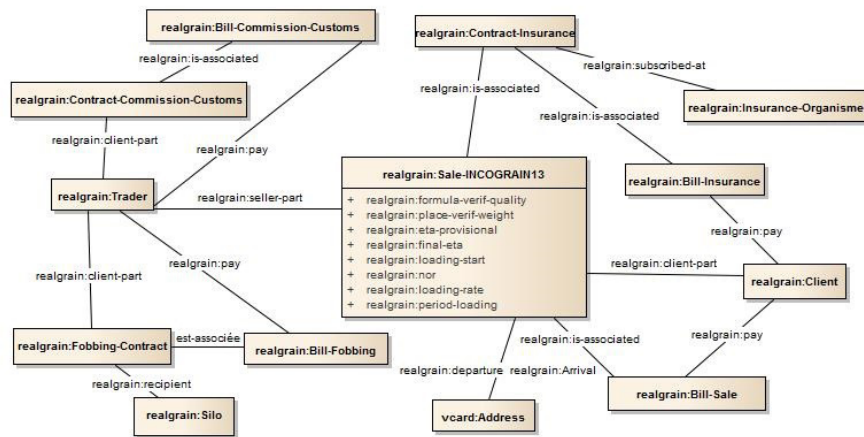 realgrain:Bill-Commission-Customs
realgrain:Contract-Insurance
realgrain:is-associated
realgrain:subscribed-at
realgrain:Contract-Commission-Customs
realgrain:is-associated
realgrain:Insurance-Organisme
realgrain:is-associated
realgrain:client-part
realgrain:pay
realgrain:Sale-INCOGRAIN13
realgrain:Bill-Insurance
realgrain:Trader
realgrain:seller-part
+ realgrain:formula-verif-quality
+ realgrain:place-verif-weight
+ realgrain:eta-provisional
+ realgrain:final-eta
+ realgrain:loading-start
+ realgrain:nor
+ realgrain:loading-rate
+ realgrain:period-loading
realgrain:pay
realgrain:client-part
realgrain:pay
realgrain:client-part
realgrain:Client
realgrain:Fobbing-Contract
est-associée
realgrain:Bill-Fobbing
realgrain:is-associated
realgrain:pay
realgrain:departure
realgrain:Arrival
realgrain:recipient
realgrain:Silo
vcard:Address
realgrain:Bill-Sale